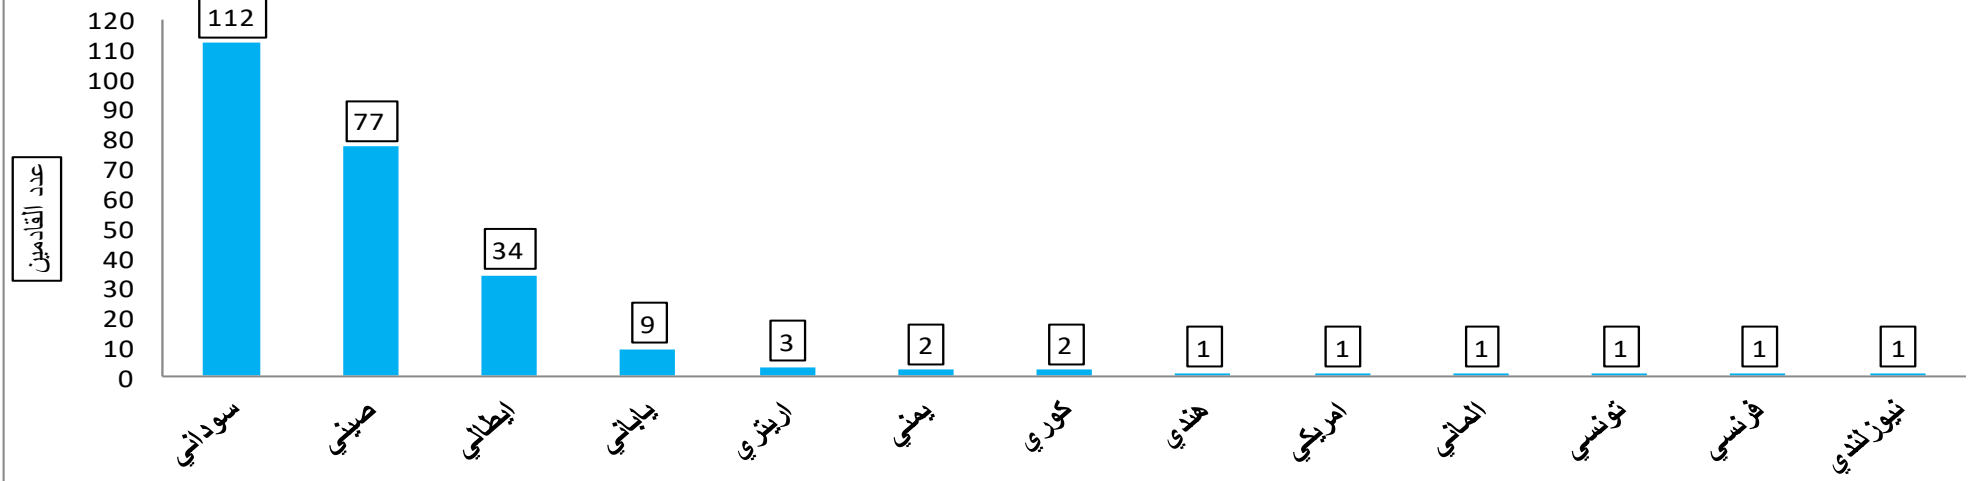 120
110
100
90
80
70
60
50
40
30
20
10
0
عدد القادمين
112
77
34
9
3
2
2
1
1
1
1
1
1
سوداني
صيني
ايطالي
ياباني
اريتري
يمني
كوري
هندي
امريكي
الماني
تونسي
فرنسي
نيوزلندي